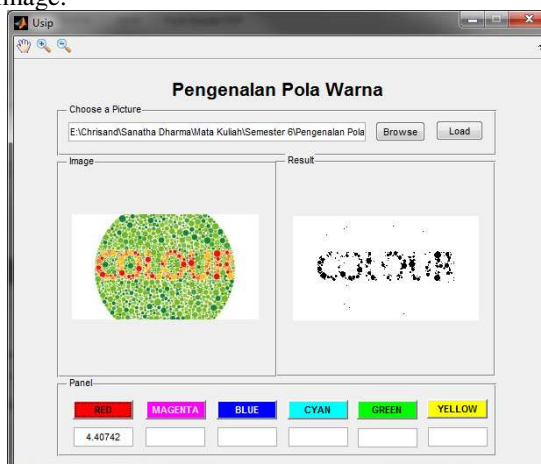 image.
Usip
Pengenalan Pola Warna
Choose a Picture
E:\Chrisand\Sanatha Dharma\Mata Kuliah\Semester 6\Pengenalan Pola
Browse
Load
Image
Result
COLOUR
COLOUR
Panel
RED
MAGENTA
BLUE
CYAN
GREEN
YELLOW
4.40742